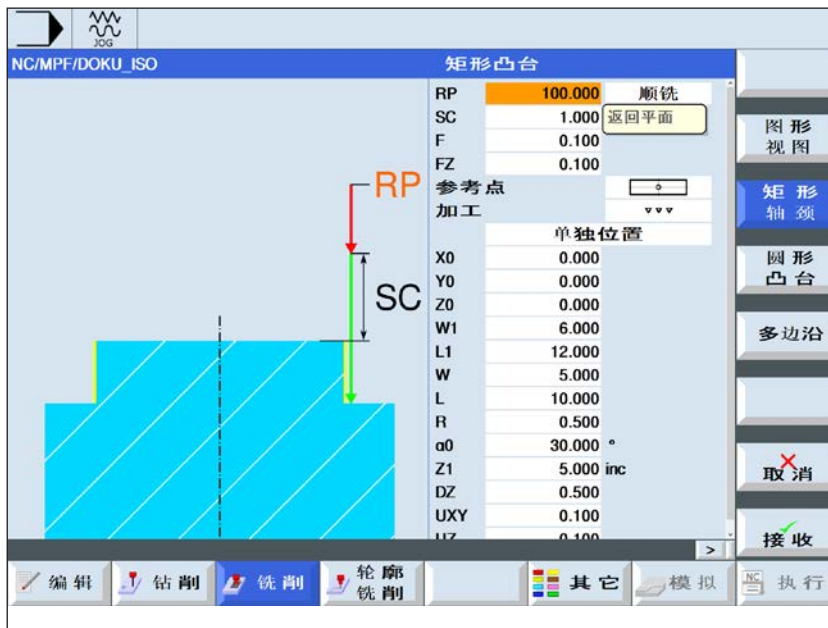 JOG
NC/MPF/DOKU_ISO
矩形凸台
RP 100.000 顺铣
SC 1.000 返回平面
F 0.100
FZ 0.100
参考点
加工 ▿▿▿
单独位置
X0 0.000
Y0 0.000
Z0 0.000
W1 6.000
L1 12.000
W 5.000
L 10.000
R 0.500
α0 30.000 °
Z1 5.000 inc
DZ 0.500
UXY 0.100
UZ 0.100
>
RP
SC
图形
视图
矩形
轴颈
圆形
凸台
多边沿
取消
接收
编辑
钻削
铣削
轮廓
铣削
其它
模拟
NC
执行